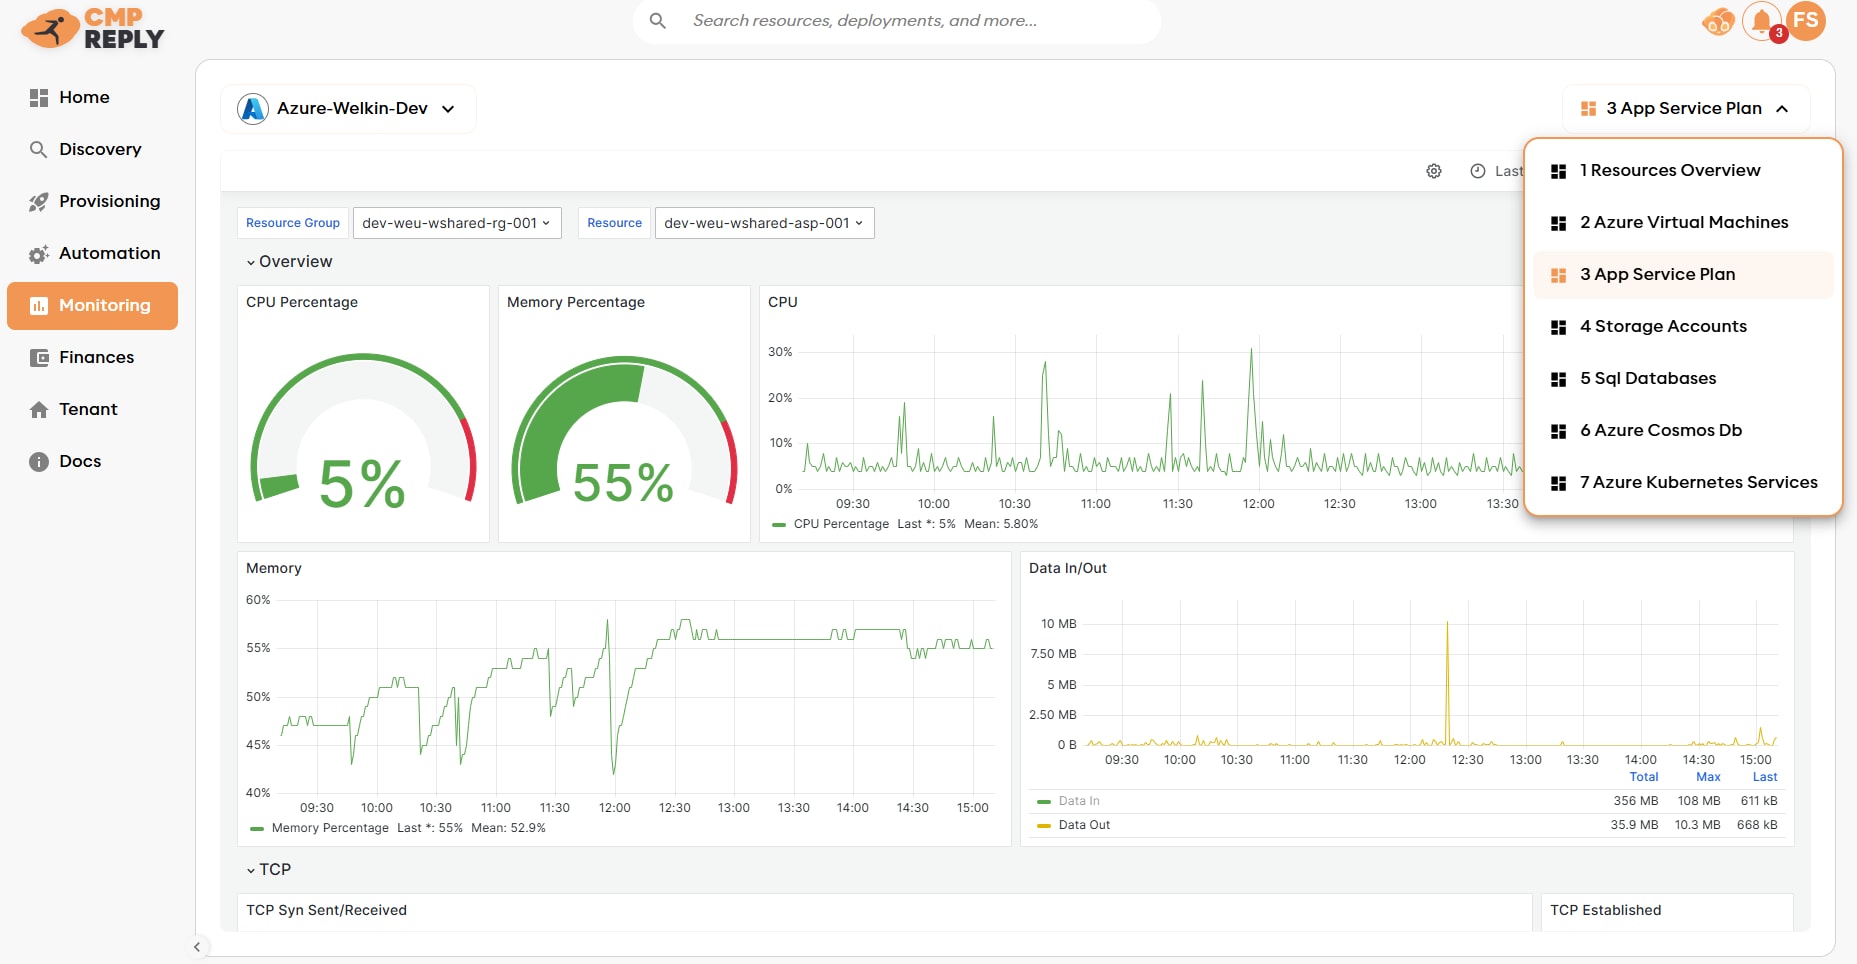 CMP
REPLY
Search resources, deployments, and more...
3
FS
Home
Discovery
Provisioning
Automation
Monitoring
Finances
Tenant
Docs
Azure-Welkin-Dev
3 App Service Plan
Last
1 Resources Overview
2 Azure Virtual Machines
3 App Service Plan
4 Storage Accounts
5 Sql Databases
6 Azure Cosmos Db
7 Azure Kubernetes Services
Resource Group dev-weu-wshared-rg-001 Resource dev-weu-wshared-asp-001
Overview
CPU Percentage
5%
Memory Percentage
55%
CPU
30%
20%
10%
0%
09:30 10:00 10:30 11:00 11:30 12:00 12:30 13:00 13:30
CPU Percentage Last *: 5% Mean: 5.80%
Memory
60%
55%
50%
45%
40%
09:30 10:00 10:30 11:00 11:30 12:00 12:30 13:00 13:30 14:00 14:30 15:00
Memory Percentage Last *: 55% Mean: 52.9%
Data In/Out
10 MB
7.50 MB
5 MB
2.50 MB
0 B
09:30 10:00 10:30 11:00 11:30 12:00 12:30 13:00 13:30 14:00 14:30 15:00
Total Max Last
Data In 356 MB 108 MB 611 kB
Data Out 35.9 MB 10.3 MB 668 kB
TCP
TCP Syn Sent/Received
TCP Established